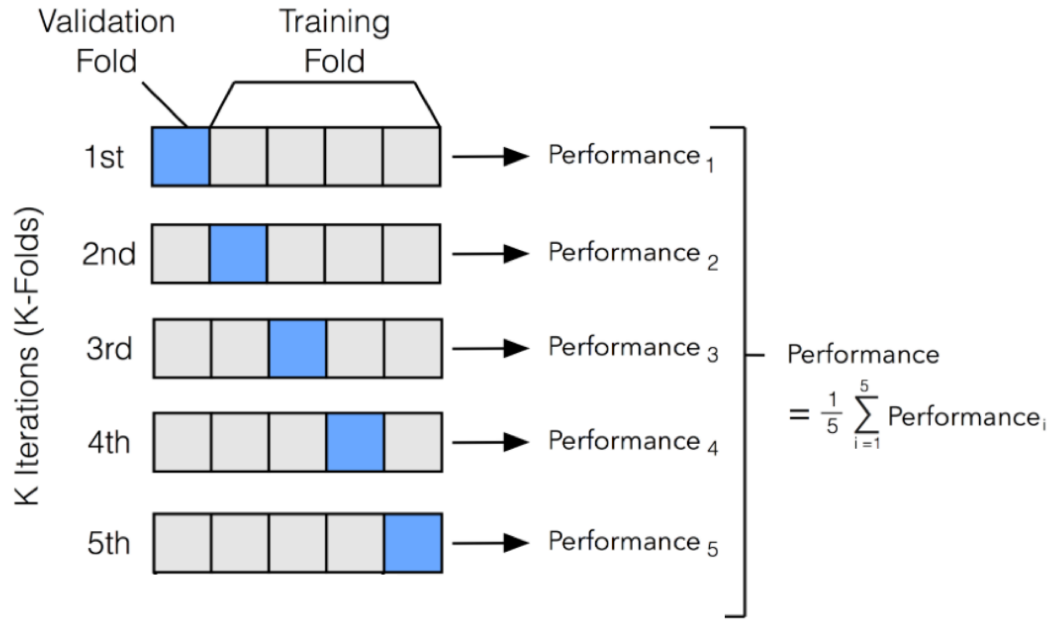 Validation
Fold
Training
Fold
K Iterations (K-Folds)
1st
Performance 1
2nd
Performance 2
3rd
Performance 3
4th
Performance 4
5th
Performance 5
Performance
= 1/5 5∑i=1 Performance i